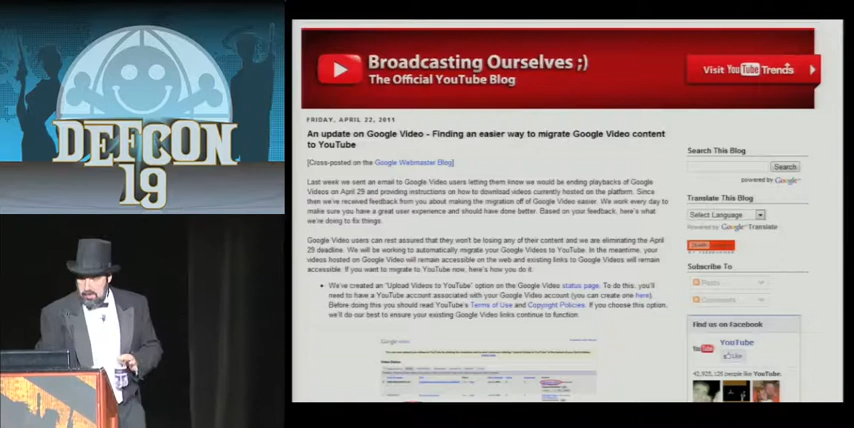 DEFCON
19
Broadcasting Ourselves ;)
The Official YouTube Blog
Visit YouTube Trends
FRIDAY, APRIL 22, 2011
An update on Google Video - Finding an easier way to migrate Google Video content
to YouTube
[Cross-posted on the Google Webmaster Blog]
Last week we sent an email to Google Video users letting them know we would be ending playbacks of Google
Videos on April 29 and providing instructions on how to download videos currently hosted on the platform. Since
then we've received feedback from you about making the migration off of Google Video easier. We work every day to
make sure you have a great user experience and should have done better. Based on your feedback, here's what
we're doing to fix things.
Google Video users can rest assured that they won't be losing any of their content and we are eliminating the April
29 deadline. We will be working to automatically migrate your Google Videos to YouTube. In the meantime, your
videos hosted on Google Video will remain accessible on the web and existing links to Google Videos will remain
accessible. If you want to migrate to YouTube now, here's how you do it:
We've created an "Upload Videos to YouTube" option on the Google Video status page. To do this, you'll
need to have a YouTube account associated with your Google Video account (you can create one here).
Before doing this you should read YouTube's Terms of Use and Copyright Policies. If you choose this option,
we'll do our best to ensure your existing Google Video links continue to function
Search This Blog
Search
powered by Google
Translate This Blog
Select Language
Powered by Google Translate
Subscribe To
Posts
Comments
Find us on Facebook
YouTube
Like
42,925,126 people like YouTube.